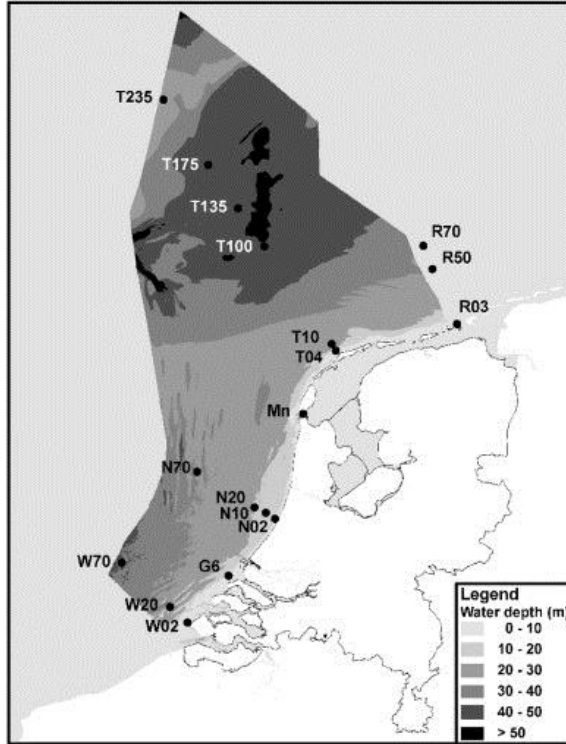 T235
T175
T135
T100
R70
R50
R03
T10
T04
Mn
N70
N20
N10
N02
W70
G6
W20
W02
Legend
Water depth (m)
0 - 10
10 - 20
20 - 30
30 - 40
40 - 50
> 50